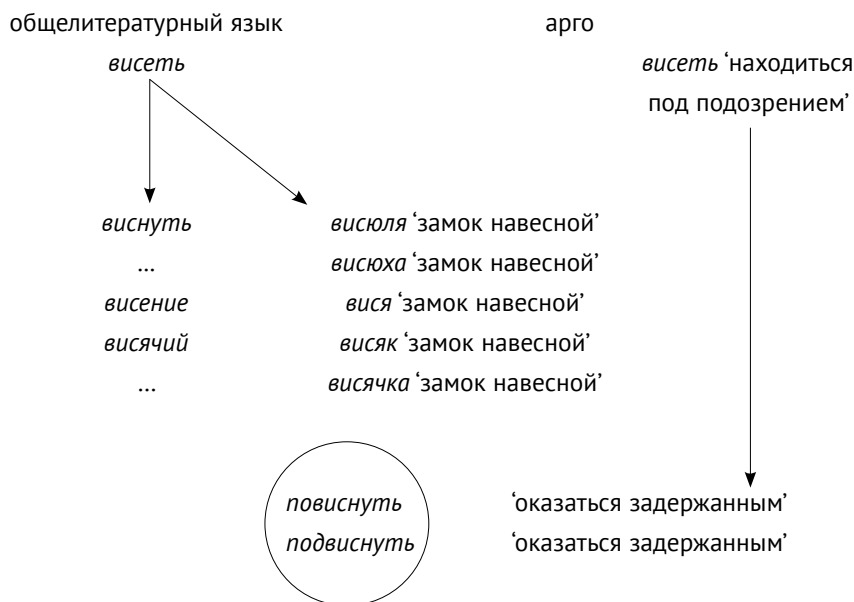 общелитературный язык арго
висеть висеть ‘находиться
под подозрением’
виснуть висюля ‘замок навесной’
... висюха ‘замок навесной’
висение вися ‘замок навесной’
висячий висяк ‘замок навесной’
... висячка ‘замок навесной’
повиснуть ‘оказаться задержанным’
подвиснуть ‘оказаться задержанным’